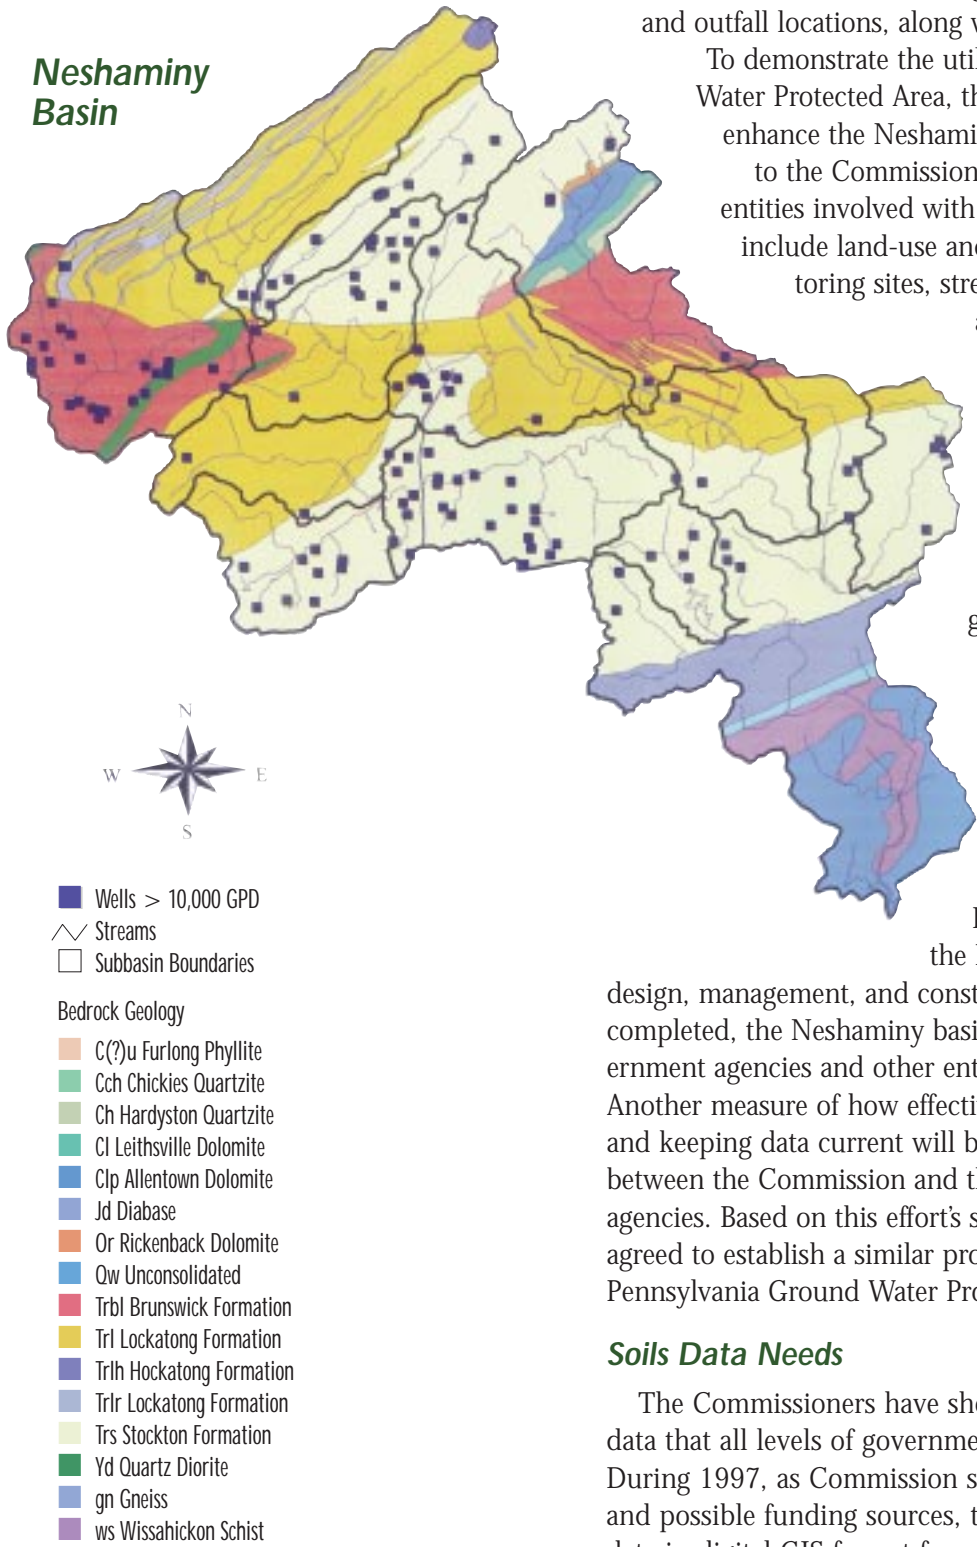 Neshaminy
Basin
N
W
E
S
Wells > 10,000 GPD
Streams
Subbasin Boundaries
Bedrock Geology
C(?)u Furlong Phyllite
Cch Chickies Quartzite
Ch Hardyston Quartzite
Cl Leithsville Dolomite
Clp Allentown Dolomite
Jd Diabase
Or Rickenback Dolomite
Qw Unconsolidated
Trbl Brunswick Formation
Trl Lockatong Formation
Trlh Hockatong Formation
Trlr Lockatong Formation
Trs Stockton Formation
Yd Quartz Diorite
gn Gneiss
ws Wissahickon Schist
and outfall locations, along
To demonstrate the util
Water Protected Area, th
enhance the Neshami
to the Commission
entities involved with
include land-use and
toring sites, stre
g
the
design, management, and const
completed, the Neshaminy basi
ernment agencies and other ent
Another measure of how effecti
and keeping data current will b
between the Commission and th
agencies. Based on this effort's s
agreed to establish a similar pro
Pennsylvania Ground Water Pro
Soils Data Needs
The Commissioners have sho
data that all levels of governme
During 1997, as Commission s
and possible funding sources, t